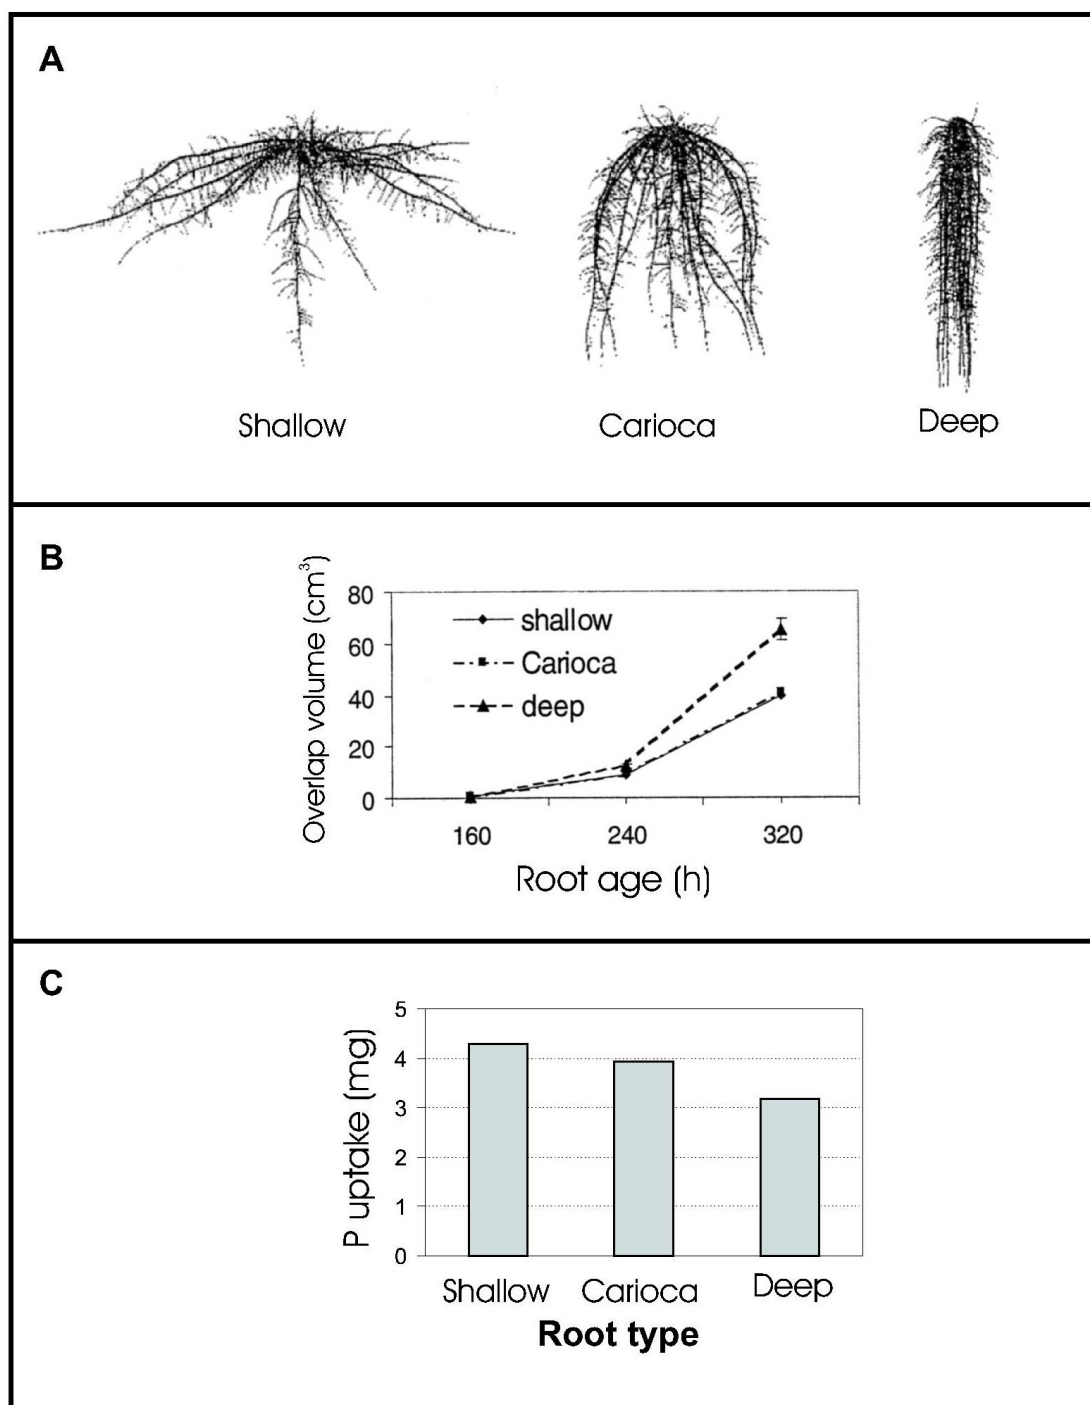 A
Shallow
Carioca
Deep
B
Overlap volume (cm³)
80
60
40
20
0
shallow
Carioca
deep
160 240 320
Root age (h)
C
P uptake (mg)
5
4
3
2
1
0
Shallow Carioca Deep
Root type